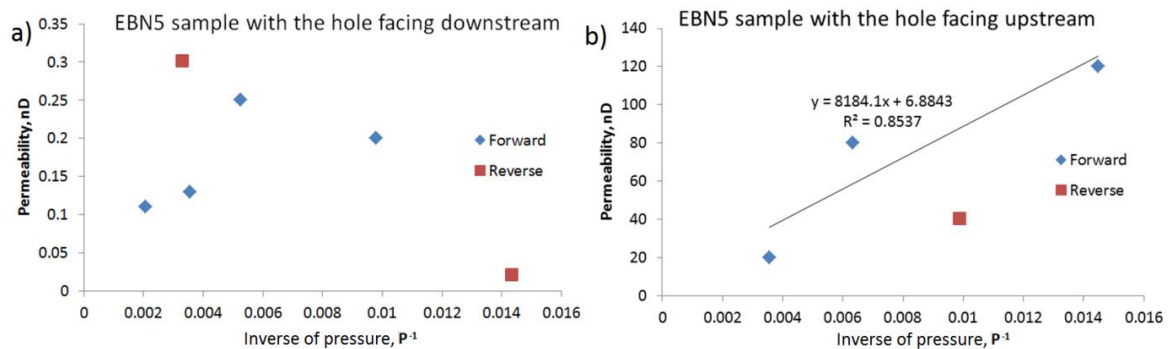 a)
EBN5 sample with the hole facing downstream
0.35
0.3
0.25
0.2
0.15
0.1
0.05
0
Permeability, nD
Forward
Reverse
0 0.002 0.004 0.006 0.008 0.01 0.012 0.014 0.016
Inverse of pressure, P⁻¹
b)
EBN5 sample with the hole facing upstream
140
120
100
80
60
40
20
0
Permeability, nD
y = 8184.1x + 6.8843
R² = 0.8537
Forward
Reverse
0 0.002 0.004 0.006 0.008 0.01 0.012 0.014 0.016
Inverse of pressure, P⁻¹